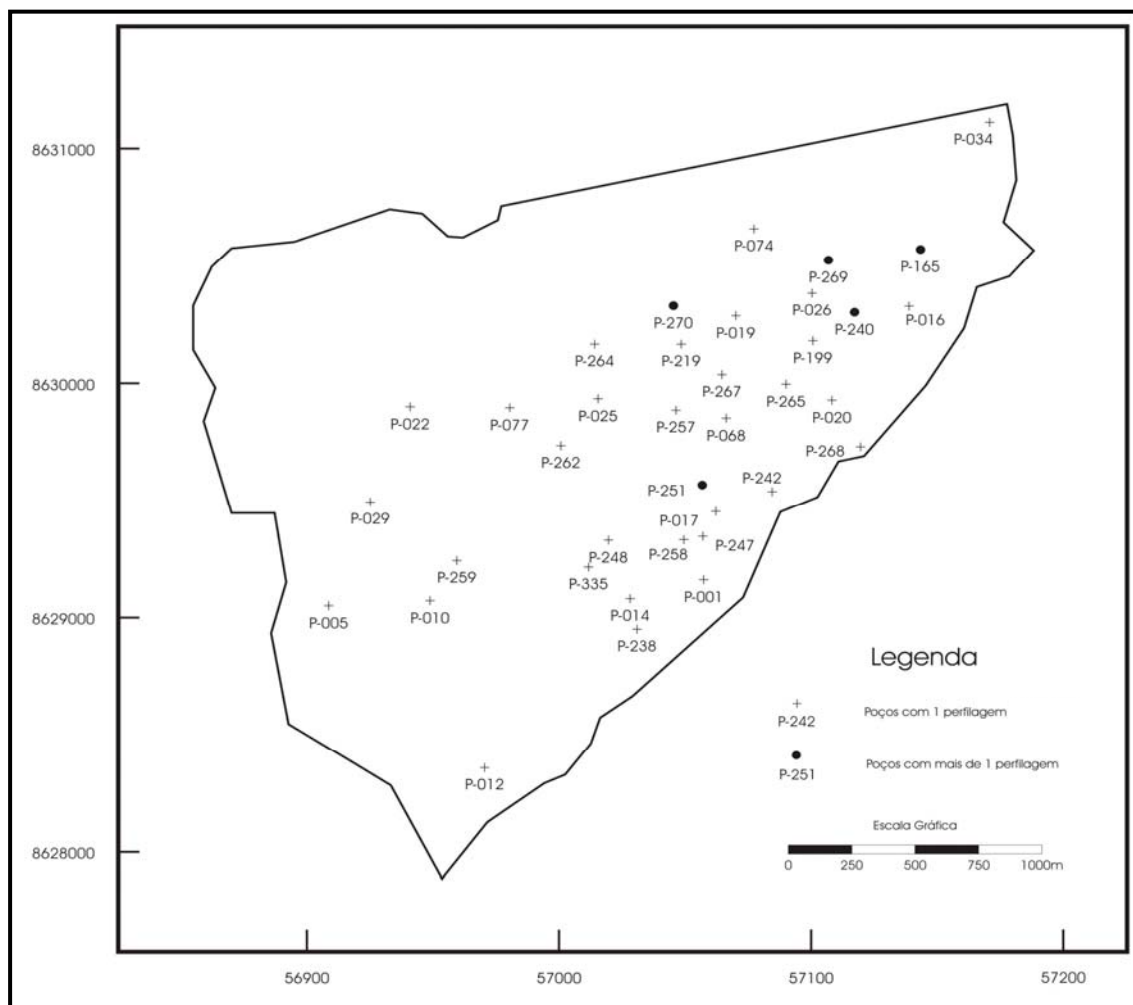 8631000
P-034
P-074
P-269
P-165
P-026
P-270
P-019
P-240
P-016
P-264
P-219
P-199
8630000
P-267
P-265
P-022
P-077
P-025
P-257
P-068
P-020
P-262
P-268
P-242
P-251
P-029
P-017
P-248
P-258
P-247
P-259
P-335
P-001
8629000
P-005
P-010
P-014
P-238
Legenda
P-242
Poços com 1 perfilagem
P-012
P-251
Poços com mais de 1 perfilagem
Escala Gráfica
8628000
0 250 500 750 1000m
56900 57000 57100 57200